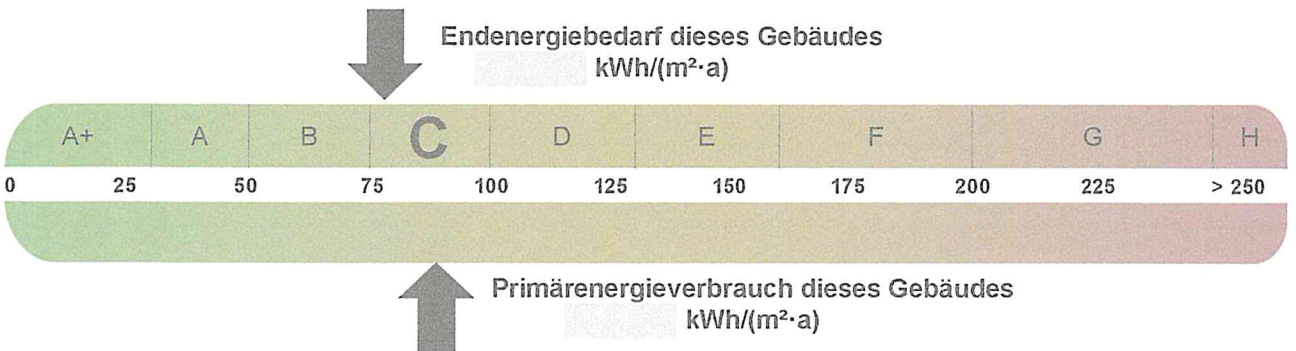 Endenergiebedarf dieses Gebäudes
kWh/(m²·a)
A+ A B C D E F G H
0 25 50 75 100 125 150 175 200 225 > 250
Primärenergieverbrauch dieses Gebäudes
kWh/(m²·a)